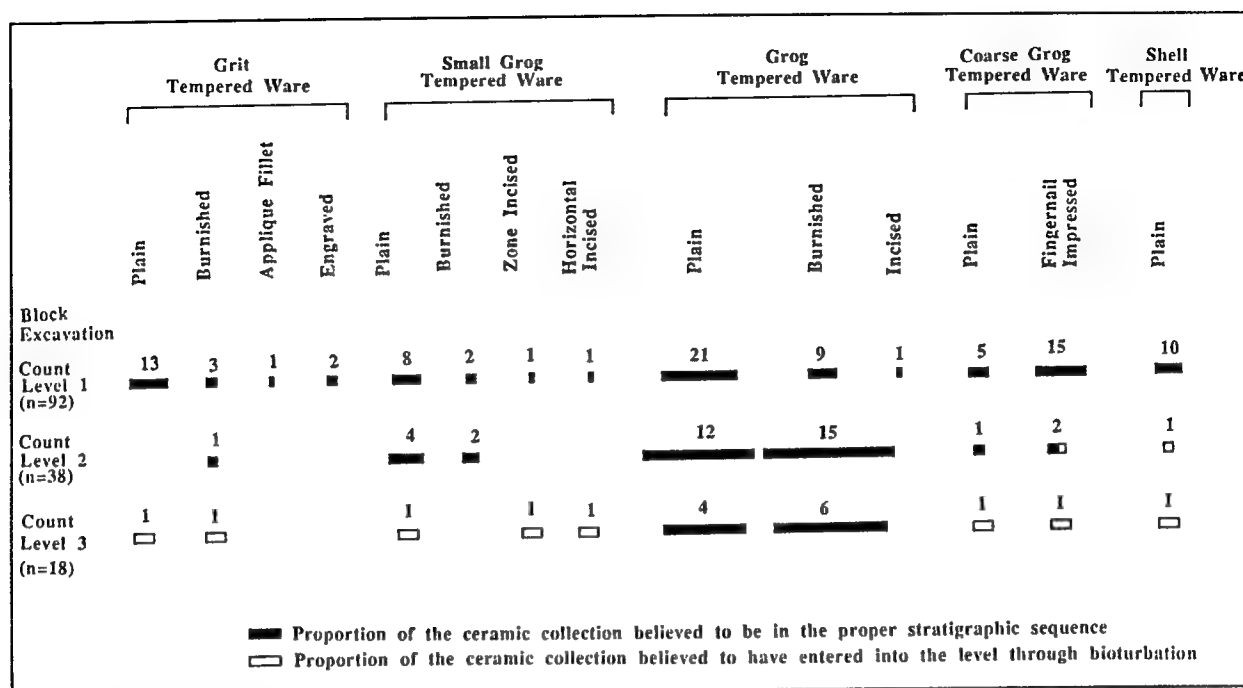 Grit
Tempered Ware
Small Grog
Tempered Ware
Grog
Tempered Ware
Coarse Grog
Tempered Ware
Shell
Tempered Ware
Plain
Burnished
Applique Fillet
Engraved
Plain
Burnished
Zone Incised
Horizontal
Incised
Plain
Burnished
Incised
Plain
Fingernail
Impressed
Plain
Block
Excavation
Count
Level 1
(n=92)
13 3 1 2 8 2 1 1 21 9 1 5 15 10
Count
Level 2
(n=38)
1 4 2 12 15 1 2 1
Count
Level 3
(n=18)
1 1 1 1 1 4 6 1 1 1
Proportion of the ceramic collection believed to be in the proper stratigraphic sequence
Proportion of the ceramic collection believed to have entered into the level through bioturbation